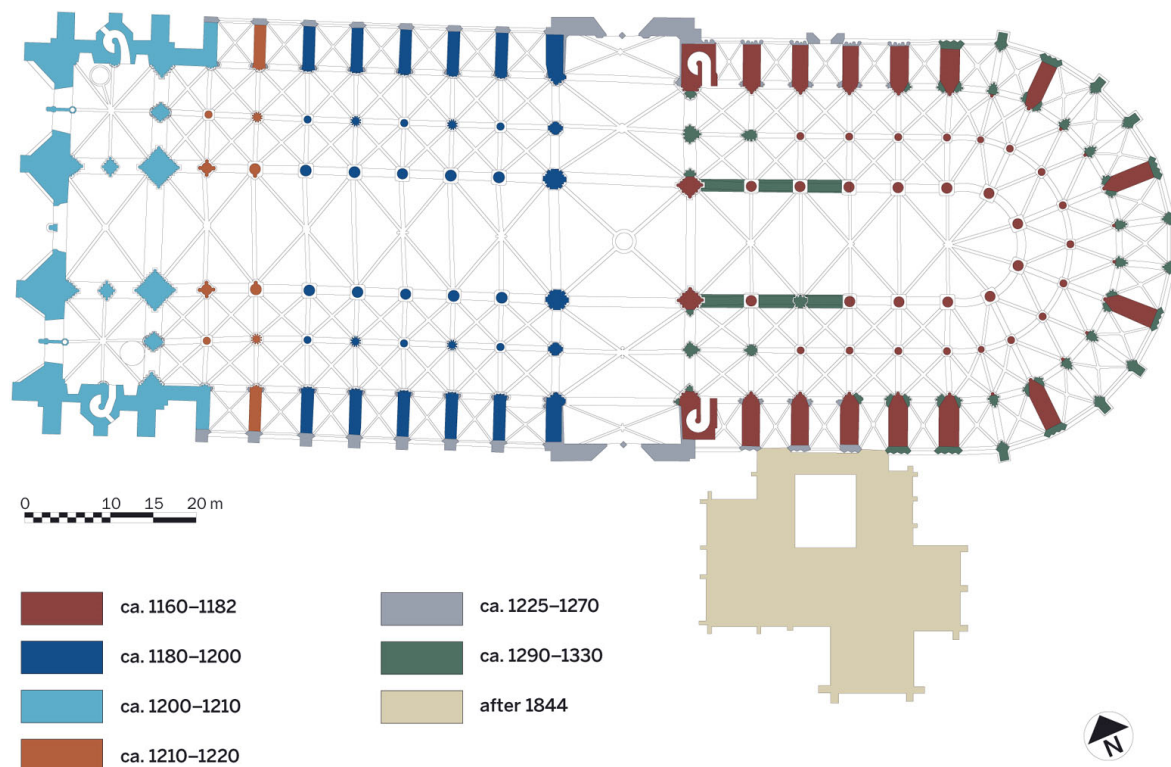 0 10 15 20 m
ca. 1160–1182
ca. 1180–1200
ca. 1200–1210
ca. 1210–1220
ca. 1225–1270
ca. 1290–1330
after 1844
N